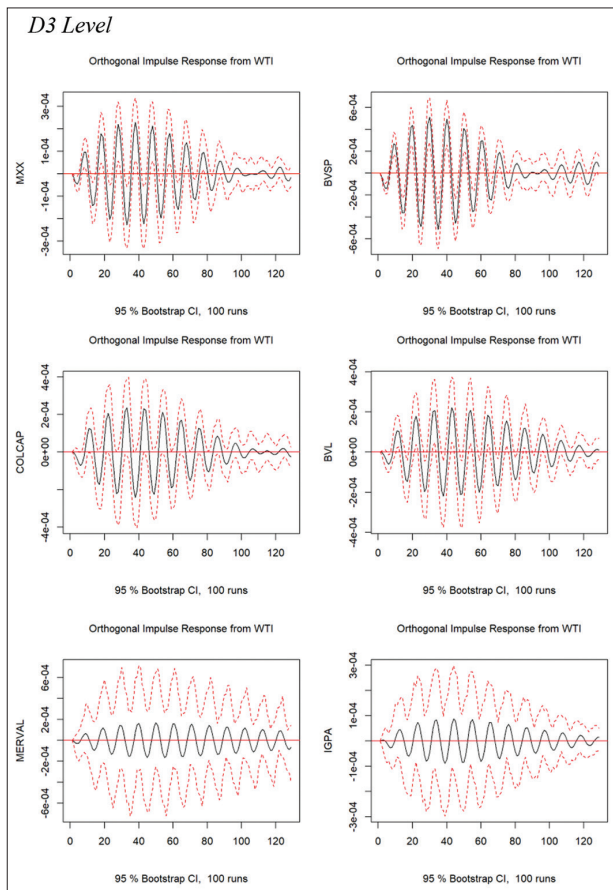 D3 Level
Orthogonal Impulse Response from WTI
MXX
3e-04
1e-04
-1e-04
-3e-04
0 20 40 60 80 100 120
95 % Bootstrap CI, 100 runs
Orthogonal Impulse Response from WTI
BVSP
6e-04
2e-04
-2e-04
-6e-04
0 20 40 60 80 100 120
95 % Bootstrap CI, 100 runs
Orthogonal Impulse Response from WTI
COLCAP
4e-04
2e-04
0e+00
-2e-04
-4e-04
0 20 40 60 80 100 120
95 % Bootstrap CI, 100 runs
Orthogonal Impulse Response from WTI
BVL
4e-04
2e-04
0e+00
-2e-04
-4e-04
0 20 40 60 80 100 120
95 % Bootstrap CI, 100 runs
Orthogonal Impulse Response from WTI
MERVAL
6e-04
2e-04
-2e-04
-6e-04
0 20 40 60 80 100 120
95 % Bootstrap CI, 100 runs
Orthogonal Impulse Response from WTI
IGPA
3e-04
1e-04
-1e-04
-3e-04
0 20 40 60 80 100 120
95 % Bootstrap CI, 100 runs